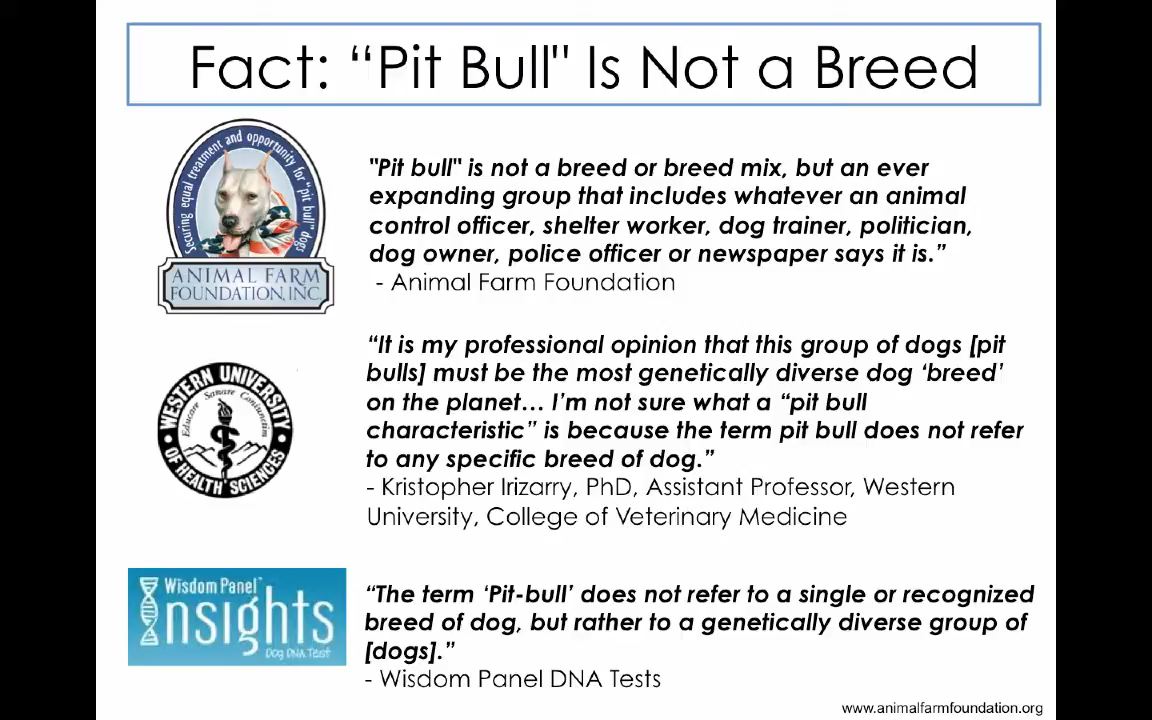 Fact: “Pit Bull" Is Not a Breed
Securing equal treatment and opportunity for "pit bull" dogs
ANIMAL FARM
FOUNDATION, INC.
"Pit bull" is not a breed or breed mix, but an ever
expanding group that includes whatever an animal
control officer, shelter worker, dog trainer, politician,
dog owner, police officer or newspaper says it is.”
- Animal Farm Foundation
WESTERN UNIVERSITY
OF HEALTH SCIENCES
Educare Sanare Coniunctim
“It is my professional opinion that this group of dogs [pit
bulls] must be the most genetically diverse dog ‘breed’
on the planet… I’m not sure what a “pit bull
characteristic” is because the term pit bull does not refer
to any specific breed of dog.”
- Kristopher Irizarry, PhD, Assistant Professor, Western
University, College of Veterinary Medicine
Wisdom Panel™
Insights
Dog DNA Test
“The term ‘Pit-bull’ does not refer to a single or recognized
breed of dog, but rather to a genetically diverse group of
[dogs].”
- Wisdom Panel DNA Tests
www.animalfarmfoundation.org